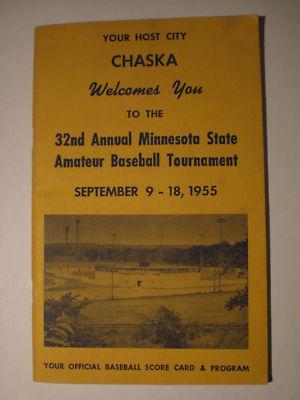 YOUR HOST CITY
CHASKA
Welcomes You
TO THE
32nd Annual Minnesota State
Amateur Baseball Tournament
SEPTEMBER 9 - 18, 1955
YOUR OFFICIAL BASEBALL SCORE CARD & PROGRAM